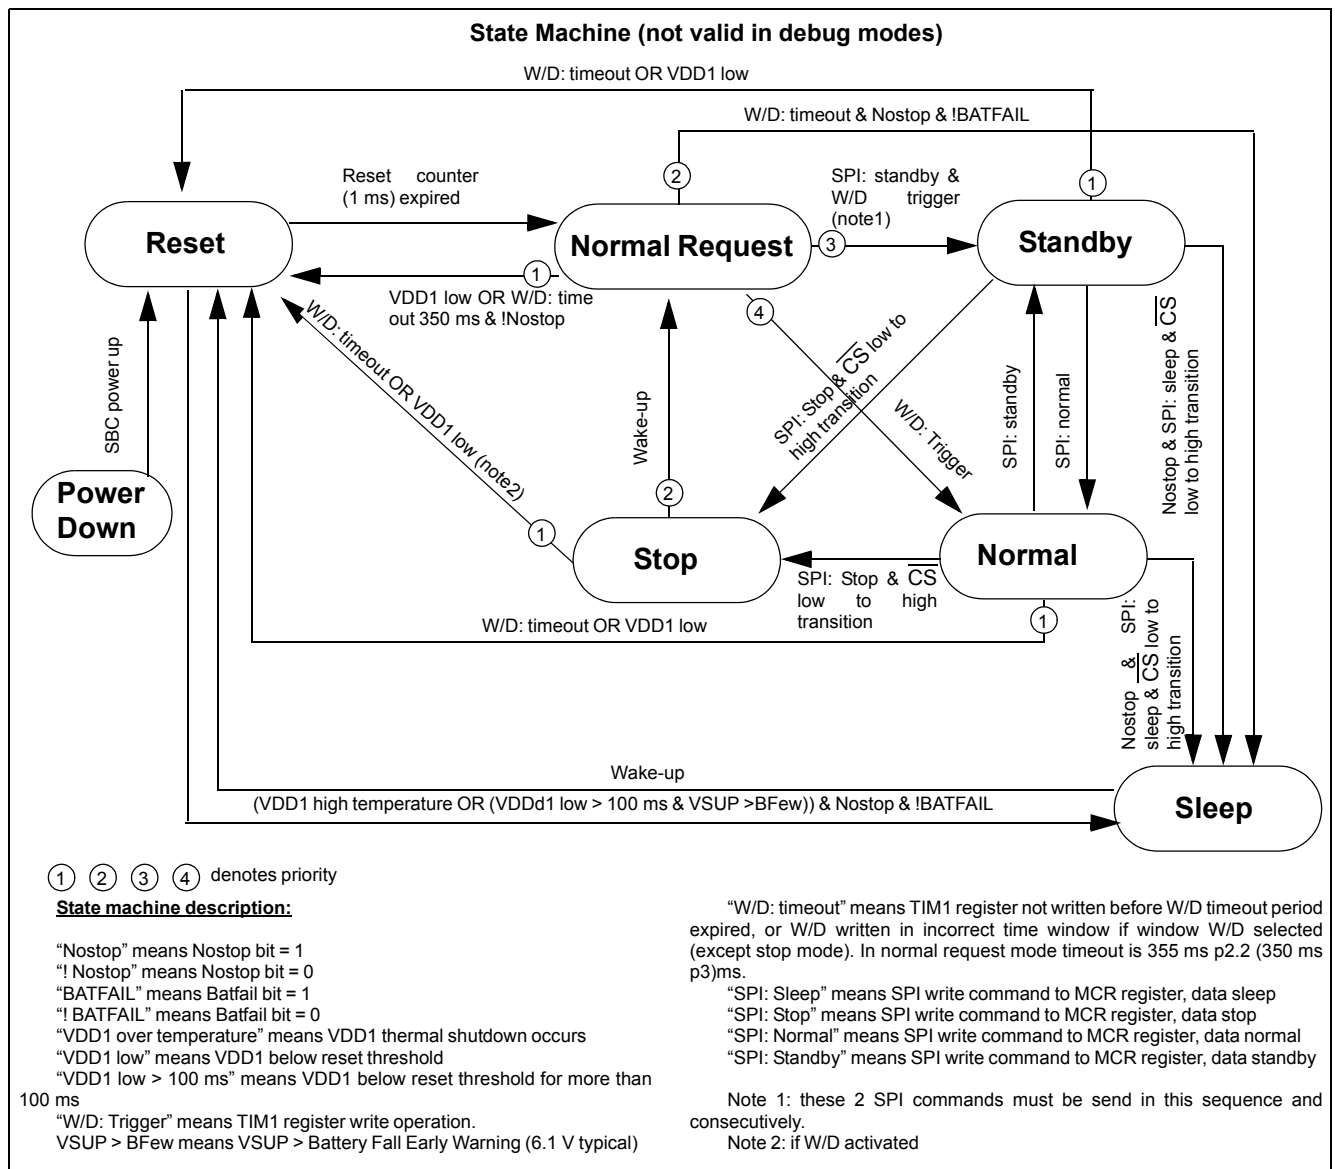 State Machine (not valid in debug modes)
W/D: timeout OR VDD1 low
W/D: timeout & Nostop & !BATFAIL
2
1
Reset counter
(1 ms) expired
SPI: standby &
W/D trigger
(note1)
Reset
Normal Request
3
Standby
1
VDD1 low OR W/D: time
out 350 ms & !Nostop
4
W/D: timeout OR VDD1 low (note2)
SPI: Stop & CS low to
high transition
W/D: Trigger
SPI: standby
SPI: normal
Nostop & SPI: sleep & CS
low to high transition
SBC power up
Wake-up
2
1
Power
Down
Stop
Normal
SPI: Stop & CS
low to high
transition
1
W/D: timeout OR VDD1 low
Nostop & SPI:
sleep & CS low to
high transition
Wake-up
(VDD1 high temperature OR (VDDd1 low > 100 ms & VSUP >BFew)) & Nostop & !BATFAIL
Sleep
1 2 3 4 denotes priority
State machine description:
“Nostop” means Nostop bit = 1
“! Nostop” means Nostop bit = 0
“BATFAIL” means Batfail bit = 1
“! BATFAIL” means Batfail bit = 0
“VDD1 over temperature” means VDD1 thermal shutdown occurs
“VDD1 low” means VDD1 below reset threshold
“VDD1 low > 100 ms” means VDD1 below reset threshold for more than
100 ms
“W/D: Trigger” means TIM1 register write operation.
VSUP > BFew means VSUP > Battery Fall Early Warning (6.1 V typical)
“W/D: timeout” means TIM1 register not written before W/D timeout period
expired, or W/D written in incorrect time window if window W/D selected
(except stop mode). In normal request mode timeout is 355 ms p2.2 (350 ms
p3)ms.
“SPI: Sleep” means SPI write command to MCR register, data sleep
“SPI: Stop” means SPI write command to MCR register, data stop
“SPI: Normal” means SPI write command to MCR register, data normal
“SPI: Standby” means SPI write command to MCR register, data standby
Note 1: these 2 SPI commands must be send in this sequence and
consecutively.
Note 2: if W/D activated